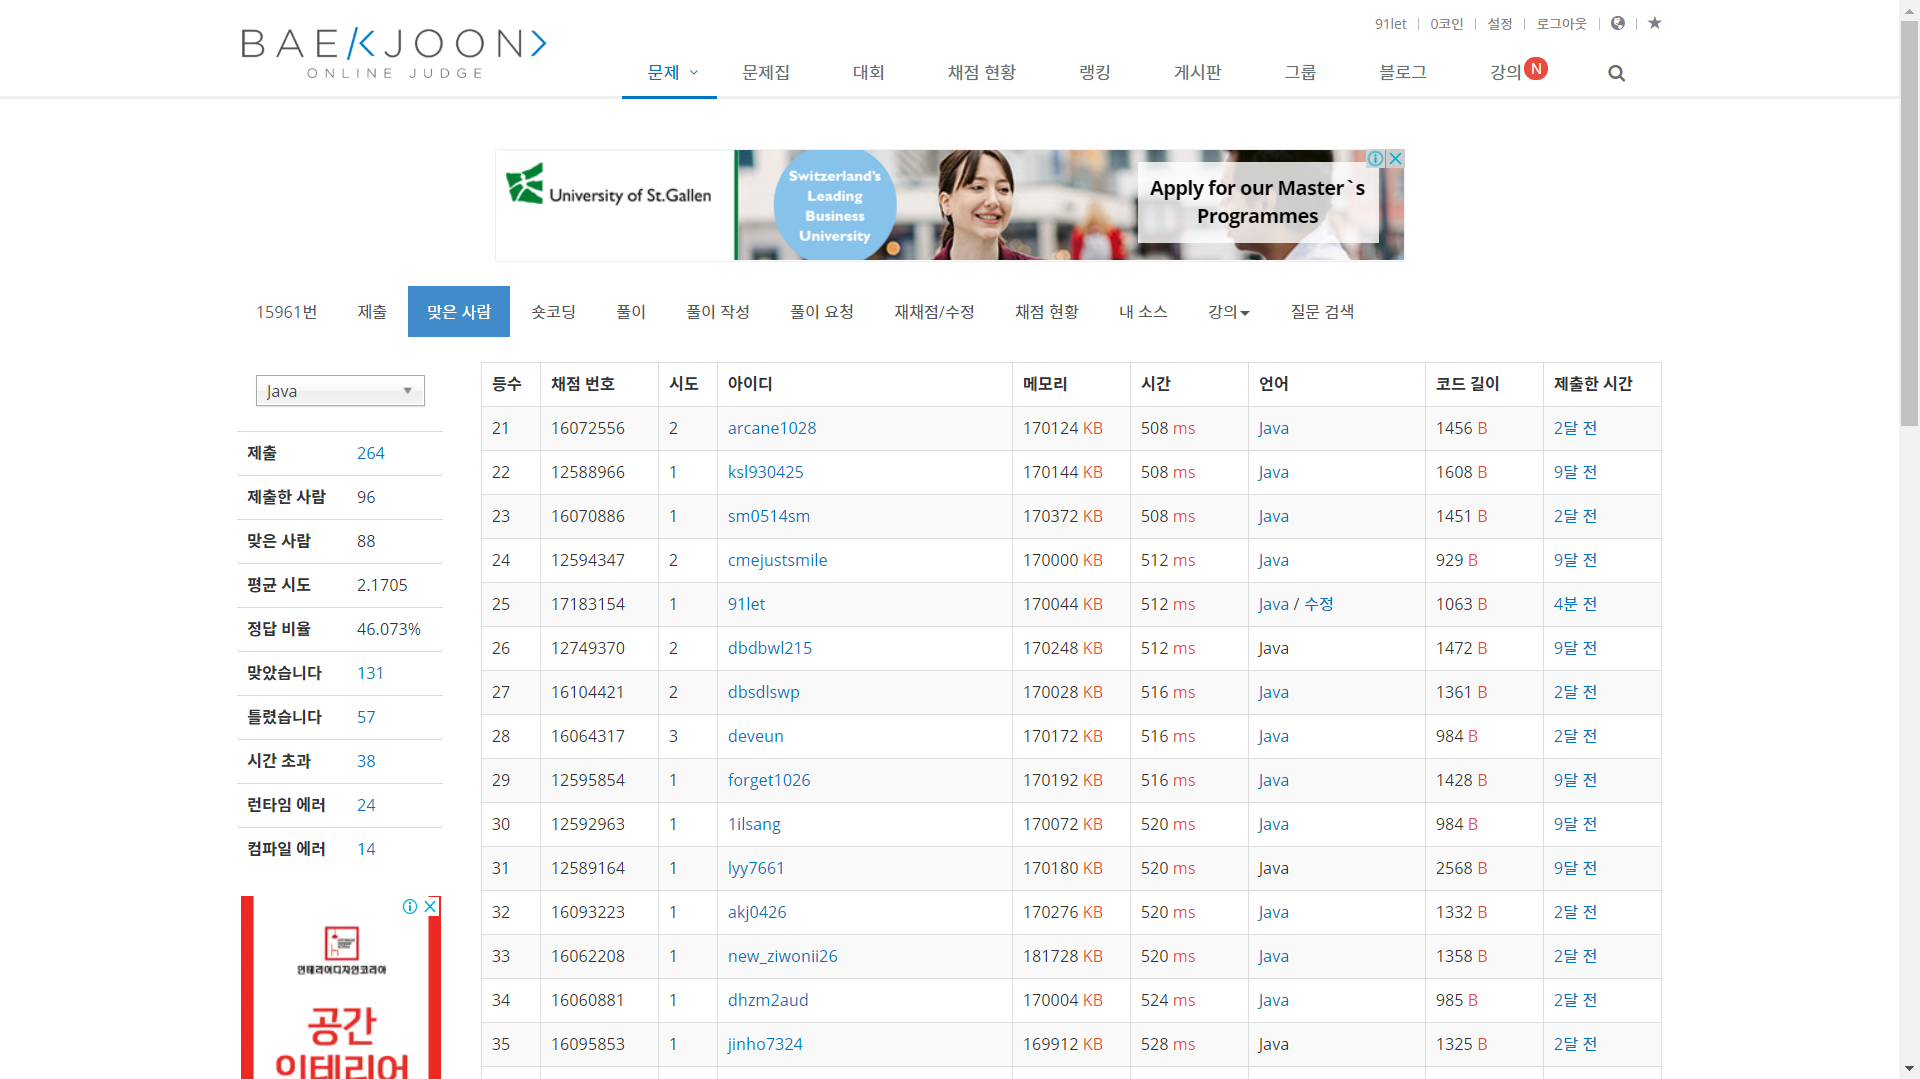 BAEKJOON
ONLINE JUDGE
91let 0코인 설정 로그아웃
문제 문제집 대회 채점 현황 랭킹 게시판 그룹 블로그 강의 N
University of St.Gallen
Switzerland's
Leading
Business
University
Apply for our Master`s
Programmes
15961번 제출 맞은 사람 숏코딩 풀이 풀이 작성 풀이 요청 재채점/수정 채점 현황 내 소스 강의 질문 검색
Java
제출 264
제출한 사람 96
맞은 사람 88
평균 시도 2.1705
정답 비율 46.073%
맞았습니다 131
틀렸습니다 57
시간 초과 38
런타임 에러 24
컴파일 에러 14
인테리어디자인코리아
공간
인테리어
등수 채점 번호 시도 아이디 메모리 시간 언어 코드 길이 제출한 시간
21 16072556 2 arcane1028 170124 KB 508 ms Java 1456 B 2달 전
22 12588966 1 ksl930425 170144 KB 508 ms Java 1608 B 9달 전
23 16070886 1 sm0514sm 170372 KB 508 ms Java 1451 B 2달 전
24 12594347 2 cmejustsmile 170000 KB 512 ms Java 929 B 9달 전
25 17183154 1 91let 170044 KB 512 ms Java / 수정 1063 B 4분 전
26 12749370 2 dbdbwl215 170248 KB 512 ms Java 1472 B 9달 전
27 16104421 2 dbsdlswp 170028 KB 516 ms Java 1361 B 2달 전
28 16064317 3 deveun 170172 KB 516 ms Java 984 B 2달 전
29 12595854 1 forget1026 170192 KB 516 ms Java 1428 B 9달 전
30 12592963 1 1ilsang 170072 KB 520 ms Java 984 B 9달 전
31 12589164 1 lyy7661 170180 KB 520 ms Java 2568 B 9달 전
32 16093223 1 akj0426 170276 KB 520 ms Java 1332 B 2달 전
33 16062208 1 new_ziwonii26 181728 KB 520 ms Java 1358 B 2달 전
34 16060881 1 dhzm2aud 170004 KB 524 ms Java 985 B 2달 전
35 16095853 1 jinho7324 169912 KB 528 ms Java 1325 B 2달 전